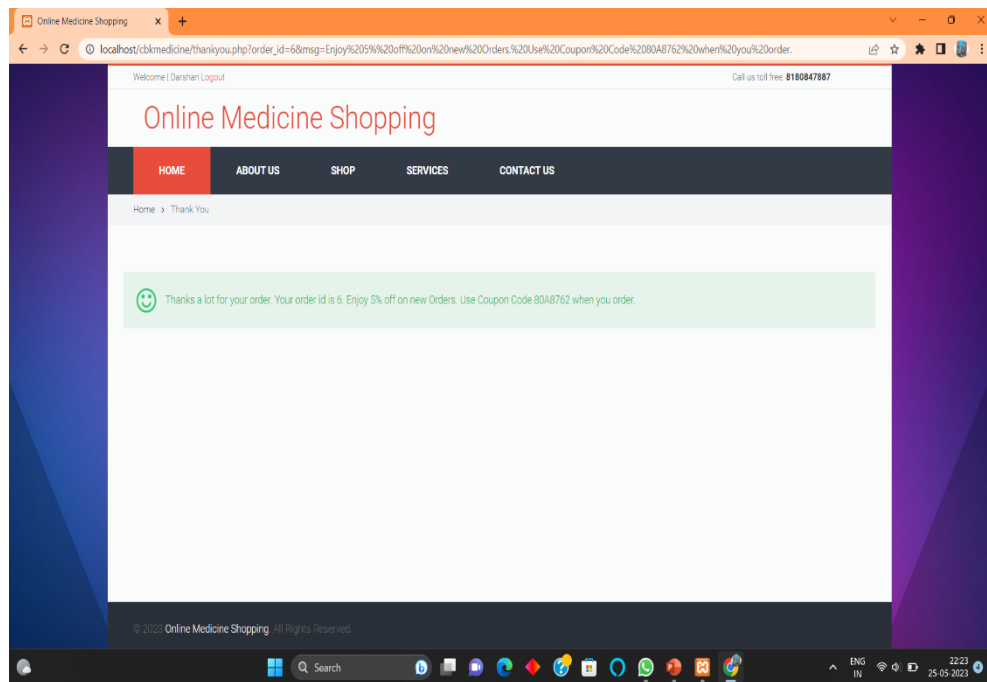 Online Medicine Shopping
localhost/cbkmedicine/thankyou.php?order_id=6&msg=Enjoy%205%%20off%20on%20new%20Orders.%20Use%20Coupon%20Code%2080A8762%20when%20you%20order.
Welcome | Darshan Logout
Call us toll free: 8180847887
Online Medicine Shopping
HOME ABOUT US SHOP SERVICES CONTACT US
Home > Thank You
Thanks a lot for your order. Your order id is 6. Enjoy 5% off on new Orders. Use Coupon Code 80A8762 when you order.
© 2023 Online Medicine Shopping. All Rights Reserved.
Search
ENG
IN
22:23
25-05-2023
4